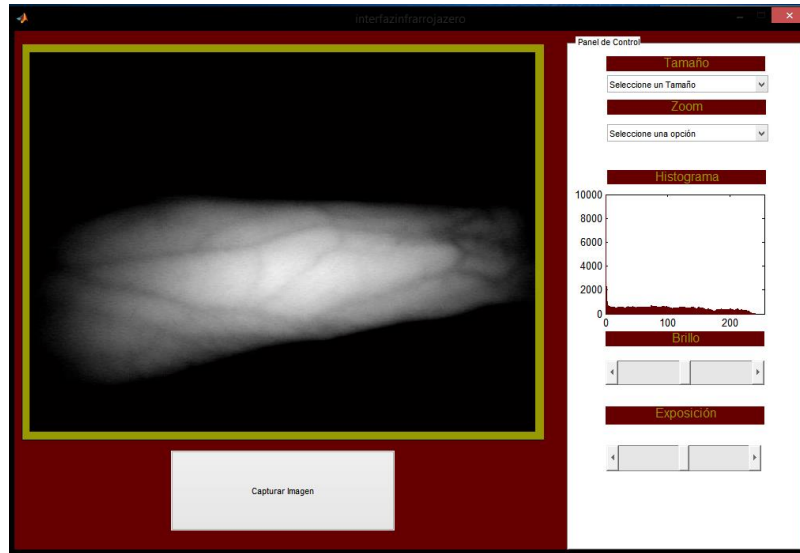 interfazinfrarrojazero
Panel de Control
Tamaño
Seleccione un Tamaño
Zoom
Seleccione una opción
Histograma
10000
8000
6000
4000
2000
0
0 100 200
Brillo
Exposición
Capturar Imagen